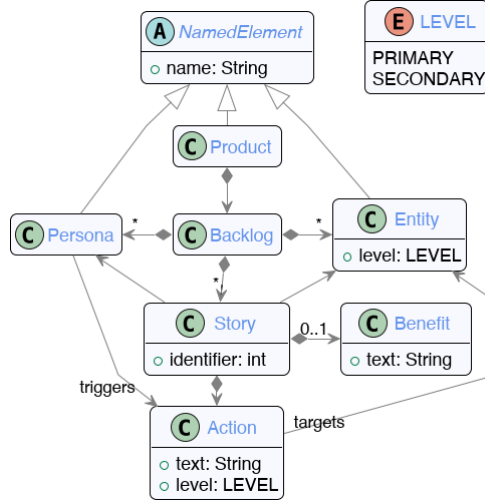 A NamedElement
name: String
E LEVEL
PRIMARY
SECONDARY
C Product
C Persona
*
C Backlog
*
C Entity
level: LEVEL
*
C Story
identifier: int
0..1
C Benefit
text: String
triggers
C Action
text: String
level: LEVEL
targets